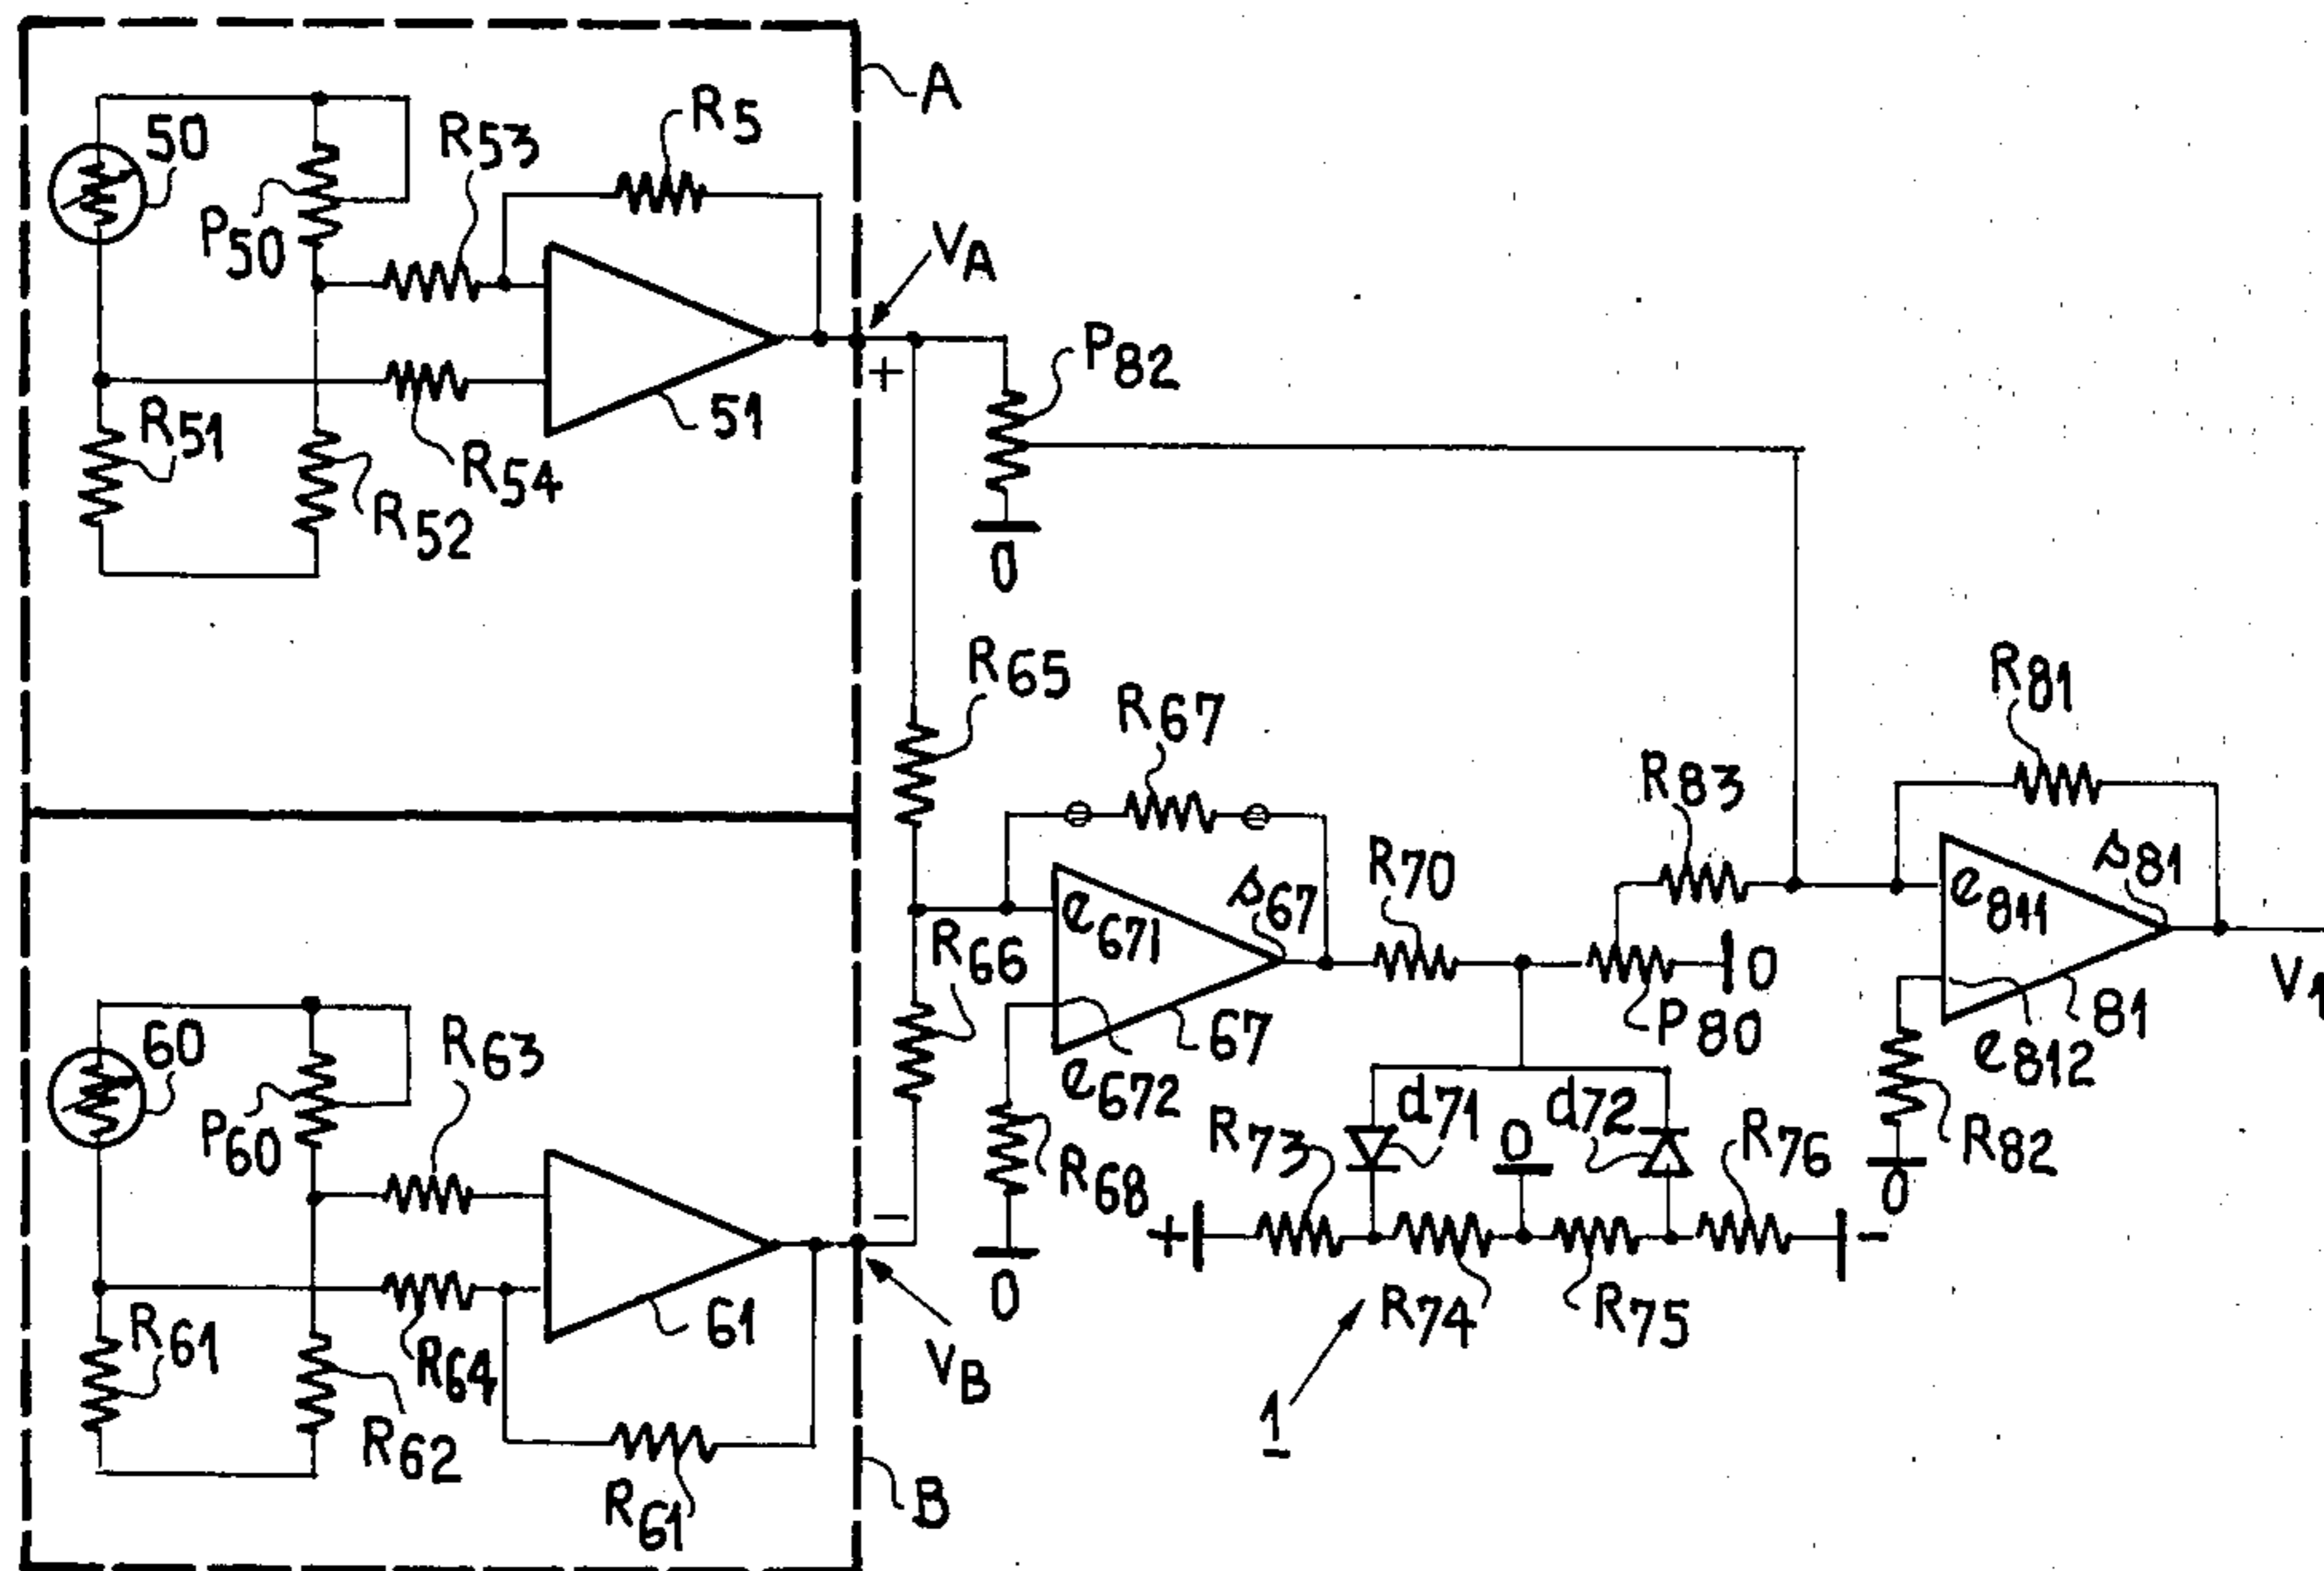 A
50
R53
R5
P50
VA
+
P82
51
R51
R54
R52
0
R65
R67
R81
R83
R70
s67
s81
e671
e811
R66
10
P80
67
81
e672
e812
V1
60
R63
P60
d71
0
d72
R73
R76
R82
R68
0
−
+
-
0
R74
R75
61
R61
R64
VB
R62
1
R61
B